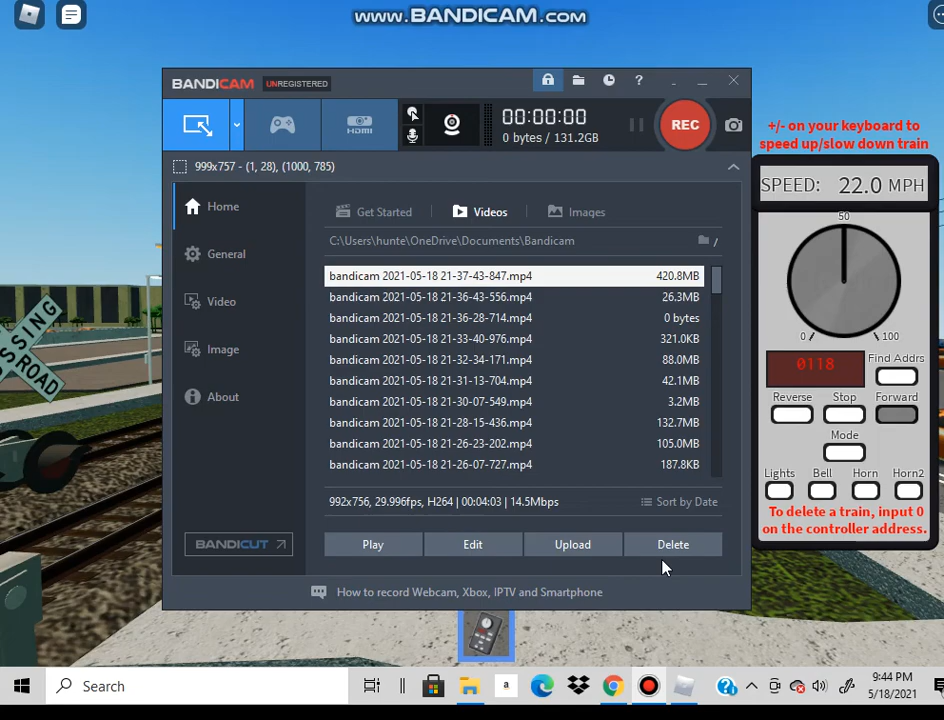 www.BANDICAM.com
BANDICAM UNREGISTERED
?
HDMI
00:00:00
0 bytes / 131.2GB
REC
999x757 - (1, 28), (1000, 785)
Home
General
Video
Image
About
BANDICUT
Get Started
Videos
Images
C:\Users\hunte\OneDrive\Documents\Bandicam
/
bandicam 2021-05-18 21-37-43-847.mp4 420.8MB
bandicam 2021-05-18 21-36-43-556.mp4 26.3MB
bandicam 2021-05-18 21-36-28-714.mp4 0 bytes
bandicam 2021-05-18 21-33-40-976.mp4 321.0KB
bandicam 2021-05-18 21-32-34-171.mp4 88.0MB
bandicam 2021-05-18 21-31-13-704.mp4 42.1MB
bandicam 2021-05-18 21-30-07-549.mp4 3.2MB
bandicam 2021-05-18 21-28-15-436.mp4 132.7MB
bandicam 2021-05-18 21-26-23-202.mp4 105.0MB
bandicam 2021-05-18 21-26-07-727.mp4 187.8KB
992x756, 29.996fps, H264 | 00:04:03 | 14.5Mbps
Sort by Date
Play Edit Upload Delete
How to record Webcam, Xbox, IPTV and Smartphone
+/- on your keyboard to
speed up/slow down train
SPEED: 22.0 MPH
50
0 / \ 100
0118
Find Addrs
Reverse Stop Forward
Mode
Lights Bell Horn Horn2
To delete a train, input 0
on the controller address.
SSING
ROAD
Search
a
?
9:44 PM
5/18/2021